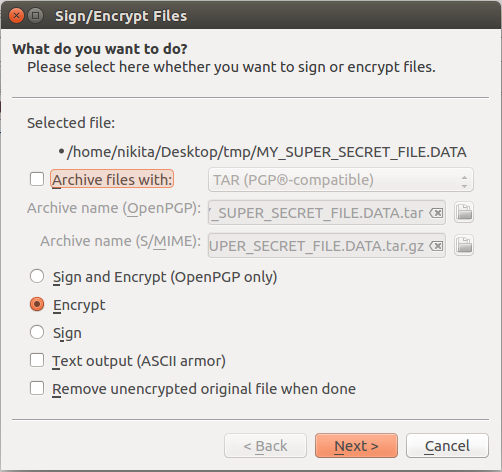 Sign/Encrypt Files
What do you want to do?
Please select here whether you want to sign or encrypt files.
Selected file:
•/home/nikita/Desktop/tmp/MY_SUPER_SECRET_FILE.DATA
Archive files with: TAR (PGP®-compatible)
Archive name (OpenPGP): _SUPER_SECRET_FILE.DATA.tar
Archive name (S/MIME): UPER_SECRET_FILE.DATA.tar.gz
Sign and Encrypt (OpenPGP only)
Encrypt
Sign
Text output (ASCII armor)
Remove unencrypted original file when done
< Back Next > Cancel